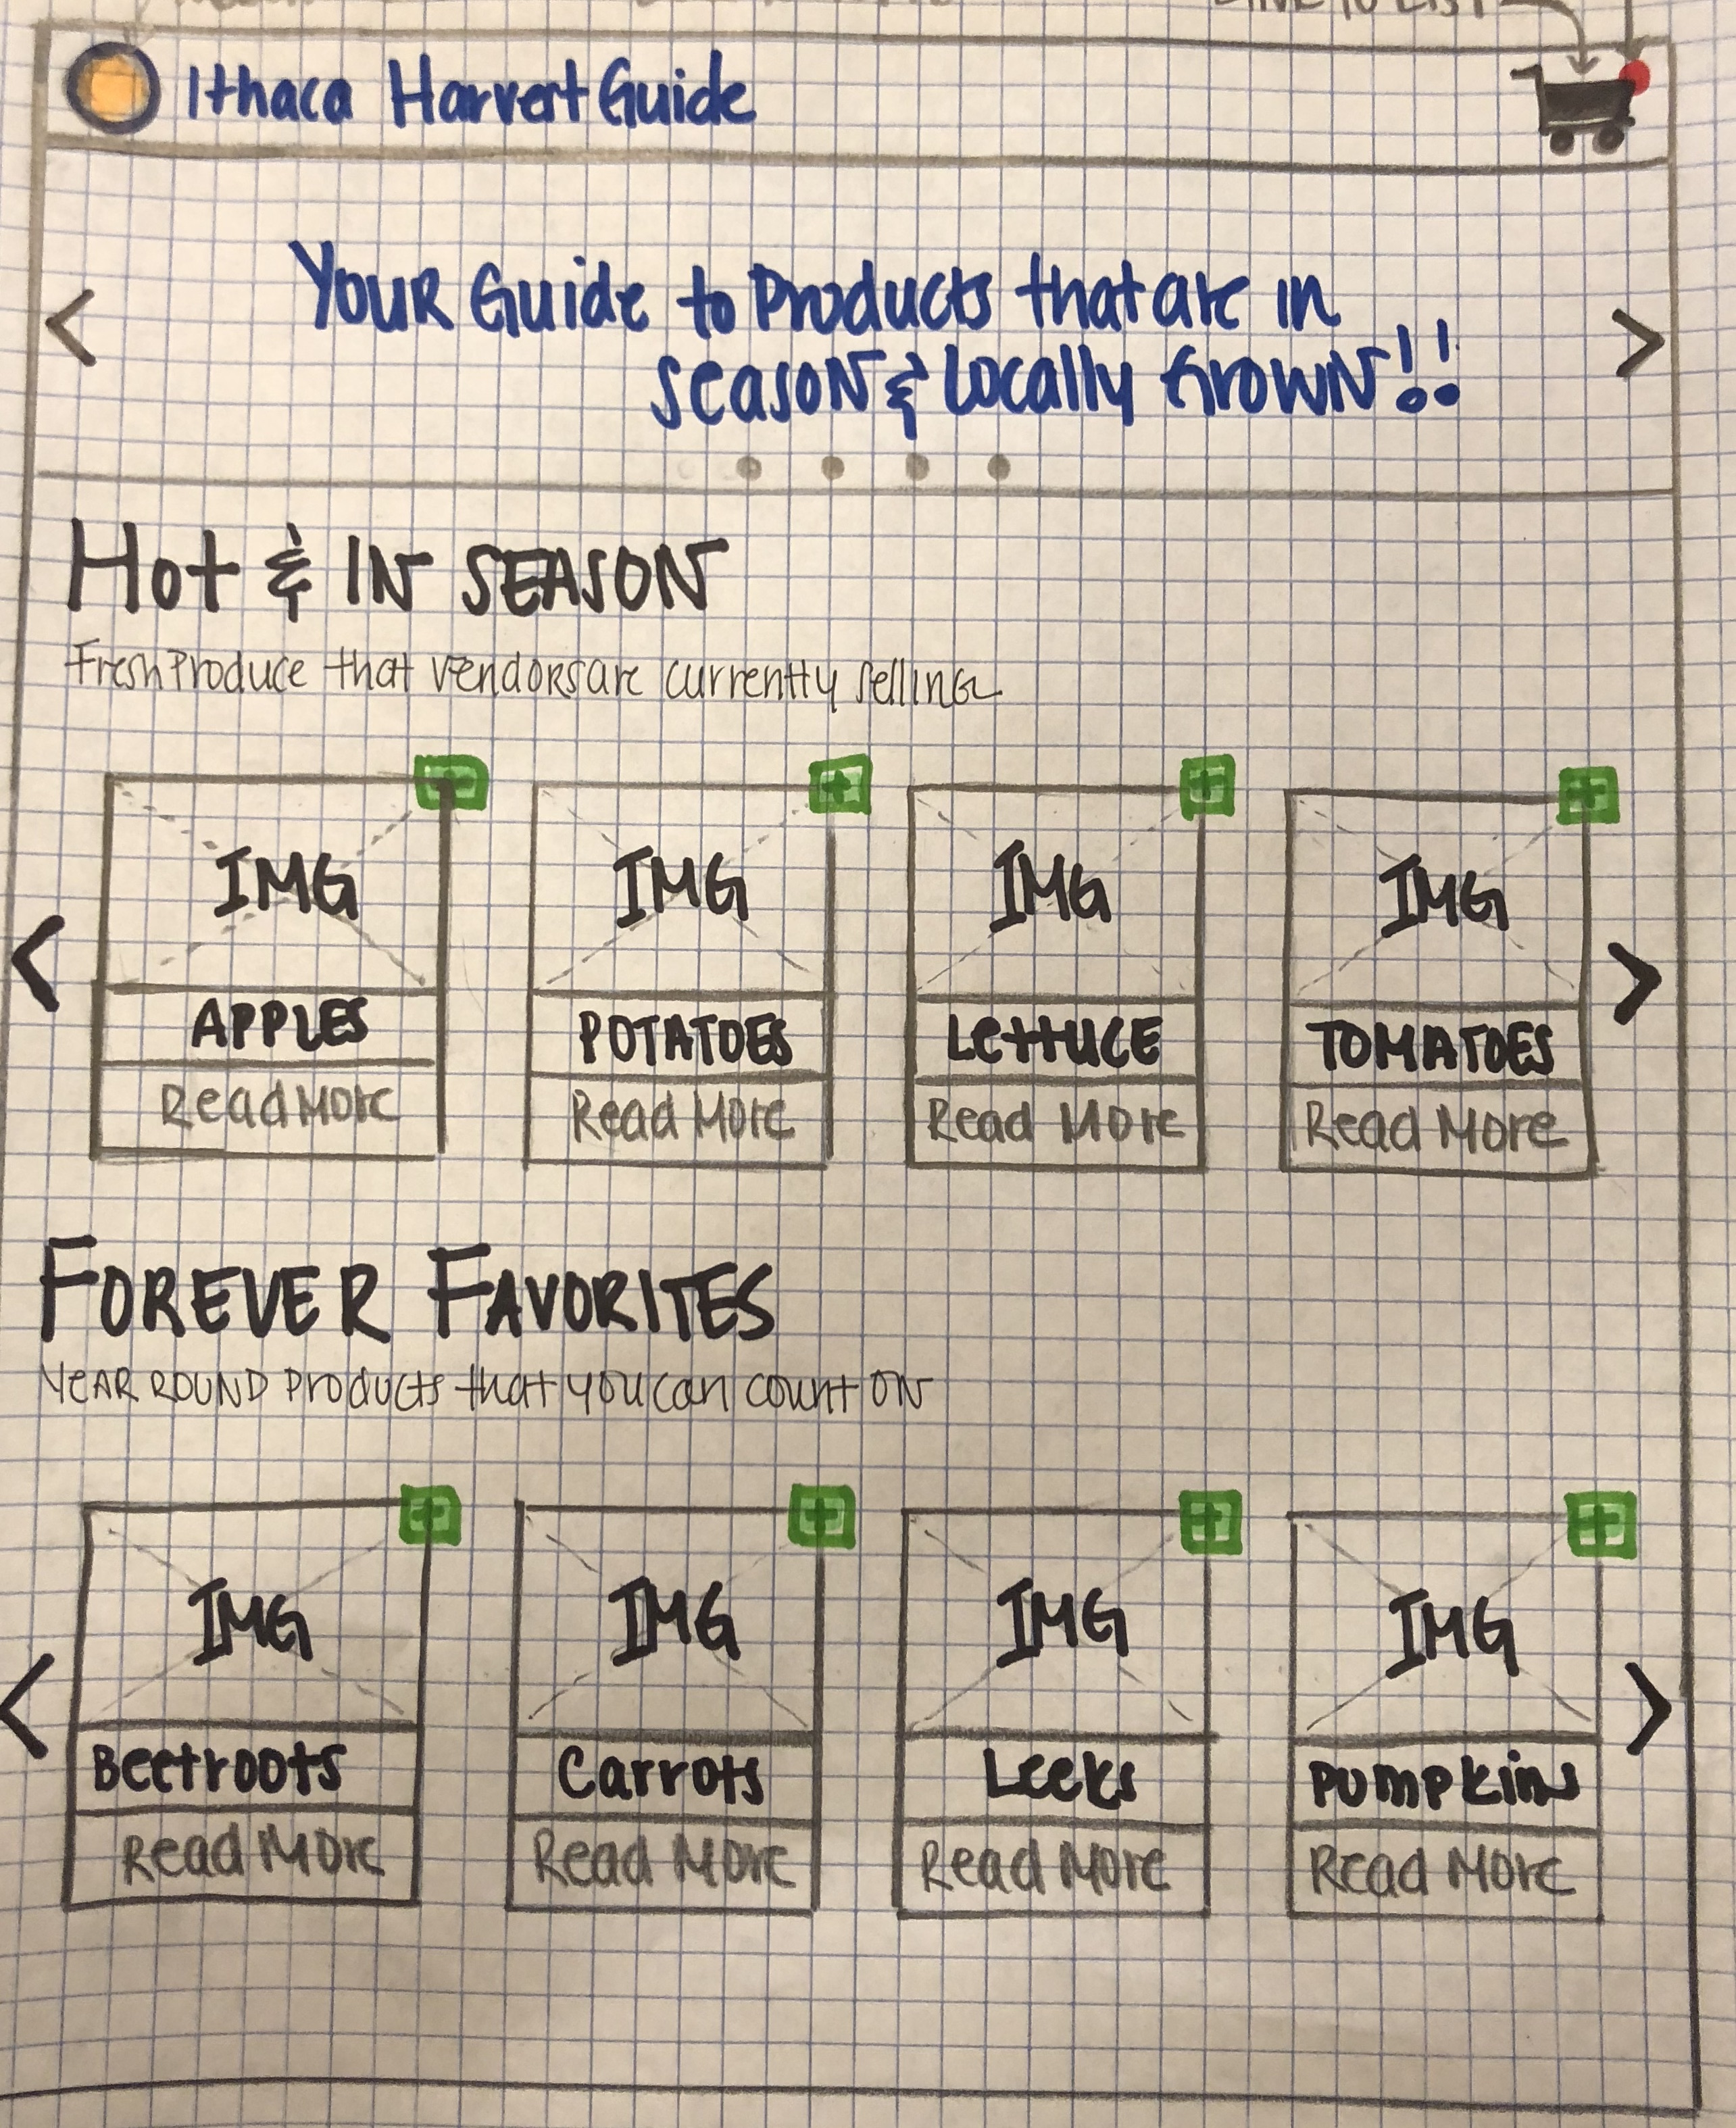 LINK TO LIST
Ithaca Harvest Guide
Your Guide to Products that are in
Season & Locally Grown!!
Hot & IN SEASON
Fresh Produce that vendors are currently selling
IMG IMG IMG IMG
APPLES POTATOES Lettuce TOMATOES
Read More Read More Read More Read More
FOREVER FAVORITES
YEAR ROUND Products that you can count ON
IMG IMG IMG IMG
Beetroots Carrots Leeks Pumpkins
Read More Read More Read More Read More